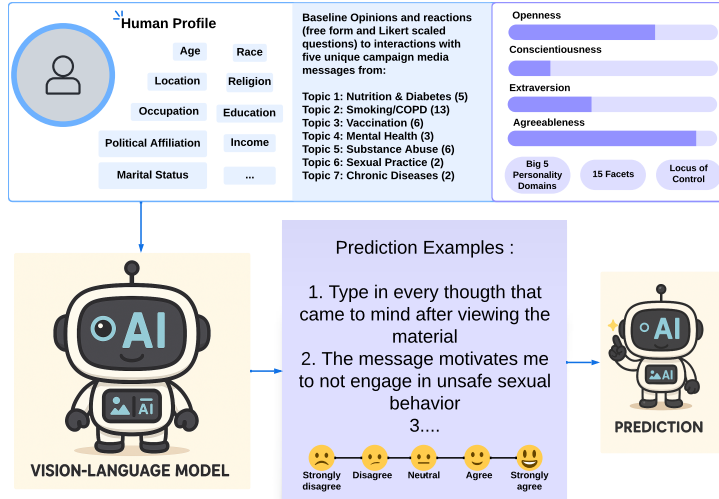 Human Profile
Age
Race
Location
Religion
Occupation
Education
Political Affiliation
Income
Marital Status
...
Baseline Opinions and reactions
(free form and Likert scaled
questions) to interactions with
five unique campaign media
messages from:
Topic 1: Nutrition & Diabetes (5)
Topic 2: Smoking/COPD (13)
Topic 3: Vaccination (6)
Topic 4: Mental Health (3)
Topic 5: Substance Abuse (6)
Topic 6: Sexual Practice (2)
Topic 7: Chronic Diseases (2)
Openness
Conscientiousness
Extraversion
Agreeableness
Big 5
Personality
Domains
15 Facets
Locus of
Control
AI
AI
VISION-LANGUAGE MODEL
Prediction Examples :
1. Type in every thougth that
came to mind after viewing the
material
2. The message motivates me
to not engage in unsafe sexual
behavior
3....
Strongly
disagree
Disagree
Neutral
Agree
Strongly
agree
AI
AI
PREDICTION